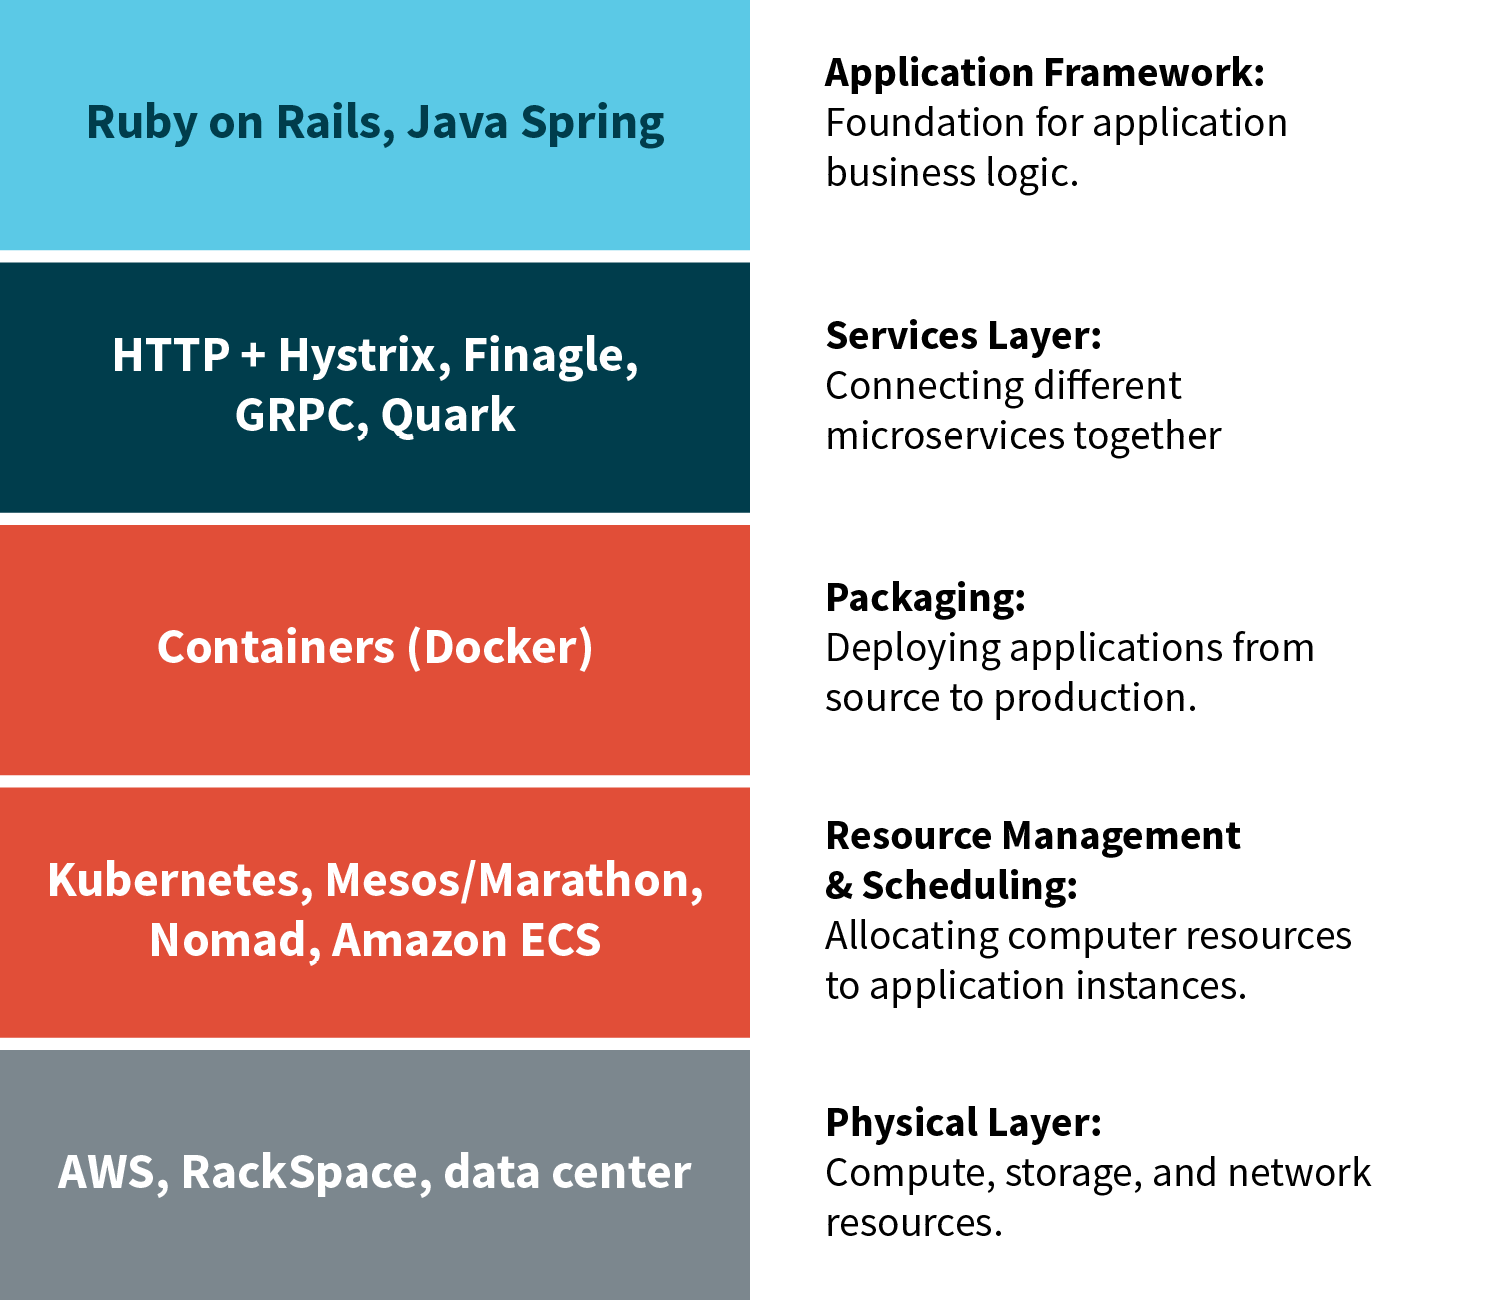 Ruby on Rails, Java Spring
Application Framework:
Foundation for application
business logic.
HTTP + Hystrix, Finagle,
GRPC, Quark
Services Layer:
Connecting different
microservices together
Containers (Docker)
Packaging:
Deploying applications from
source to production.
Kubernetes, Mesos/Marathon,
Nomad, Amazon ECS
Resource Management
& Scheduling:
Allocating computer resources
to application instances.
AWS, RackSpace, data center
Physical Layer:
Compute, storage, and network
resources.